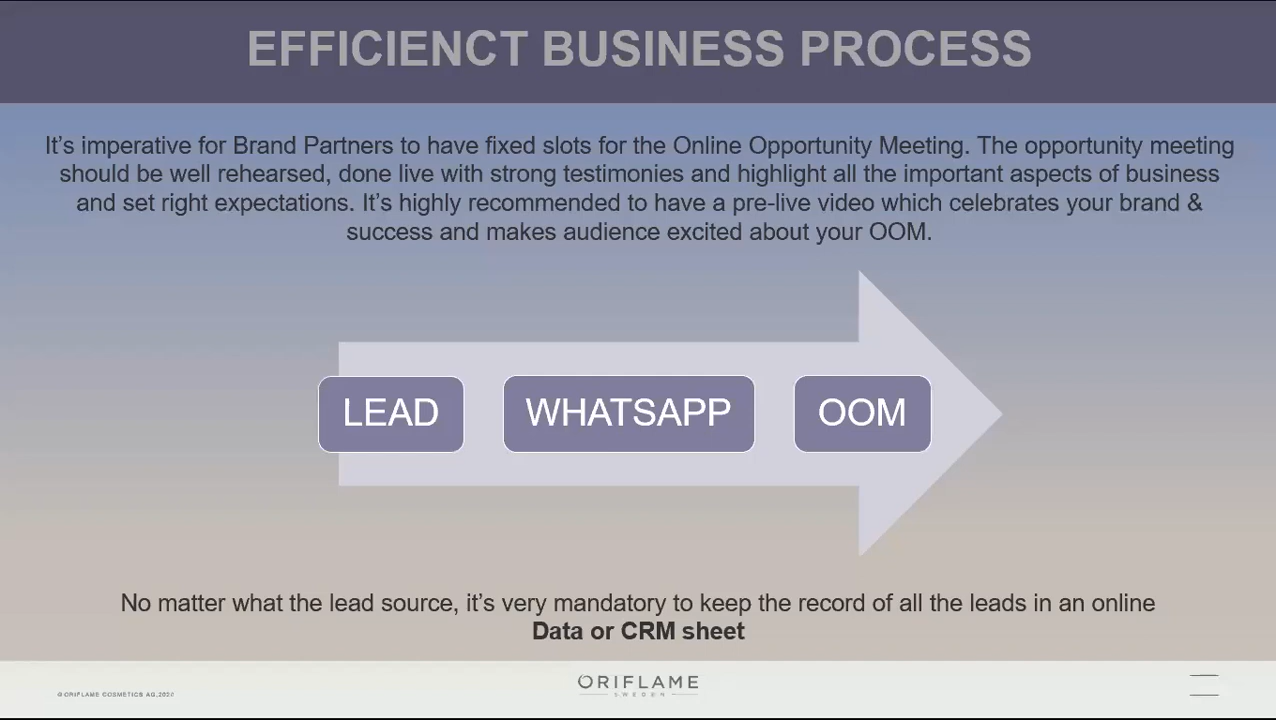 EFFICIENCT BUSINESS PROCESS
It's imperative for Brand Partners to have fixed slots for the Online Opportunity Meeting. The opportunity meeting
should be well rehearsed, done live with strong testimonies and highlight all the important aspects of business
and set right expectations. It's highly recommended to have a pre-live video which celebrates your brand &
success and makes audience excited about your OOM.
LEAD WHATSAPP OOM
No matter what the lead source, it's very mandatory to keep the record of all the leads in an online
Data or CRM sheet
ORIFLAME
SWEDEN
©ORIFLAME COSMETICS AG,